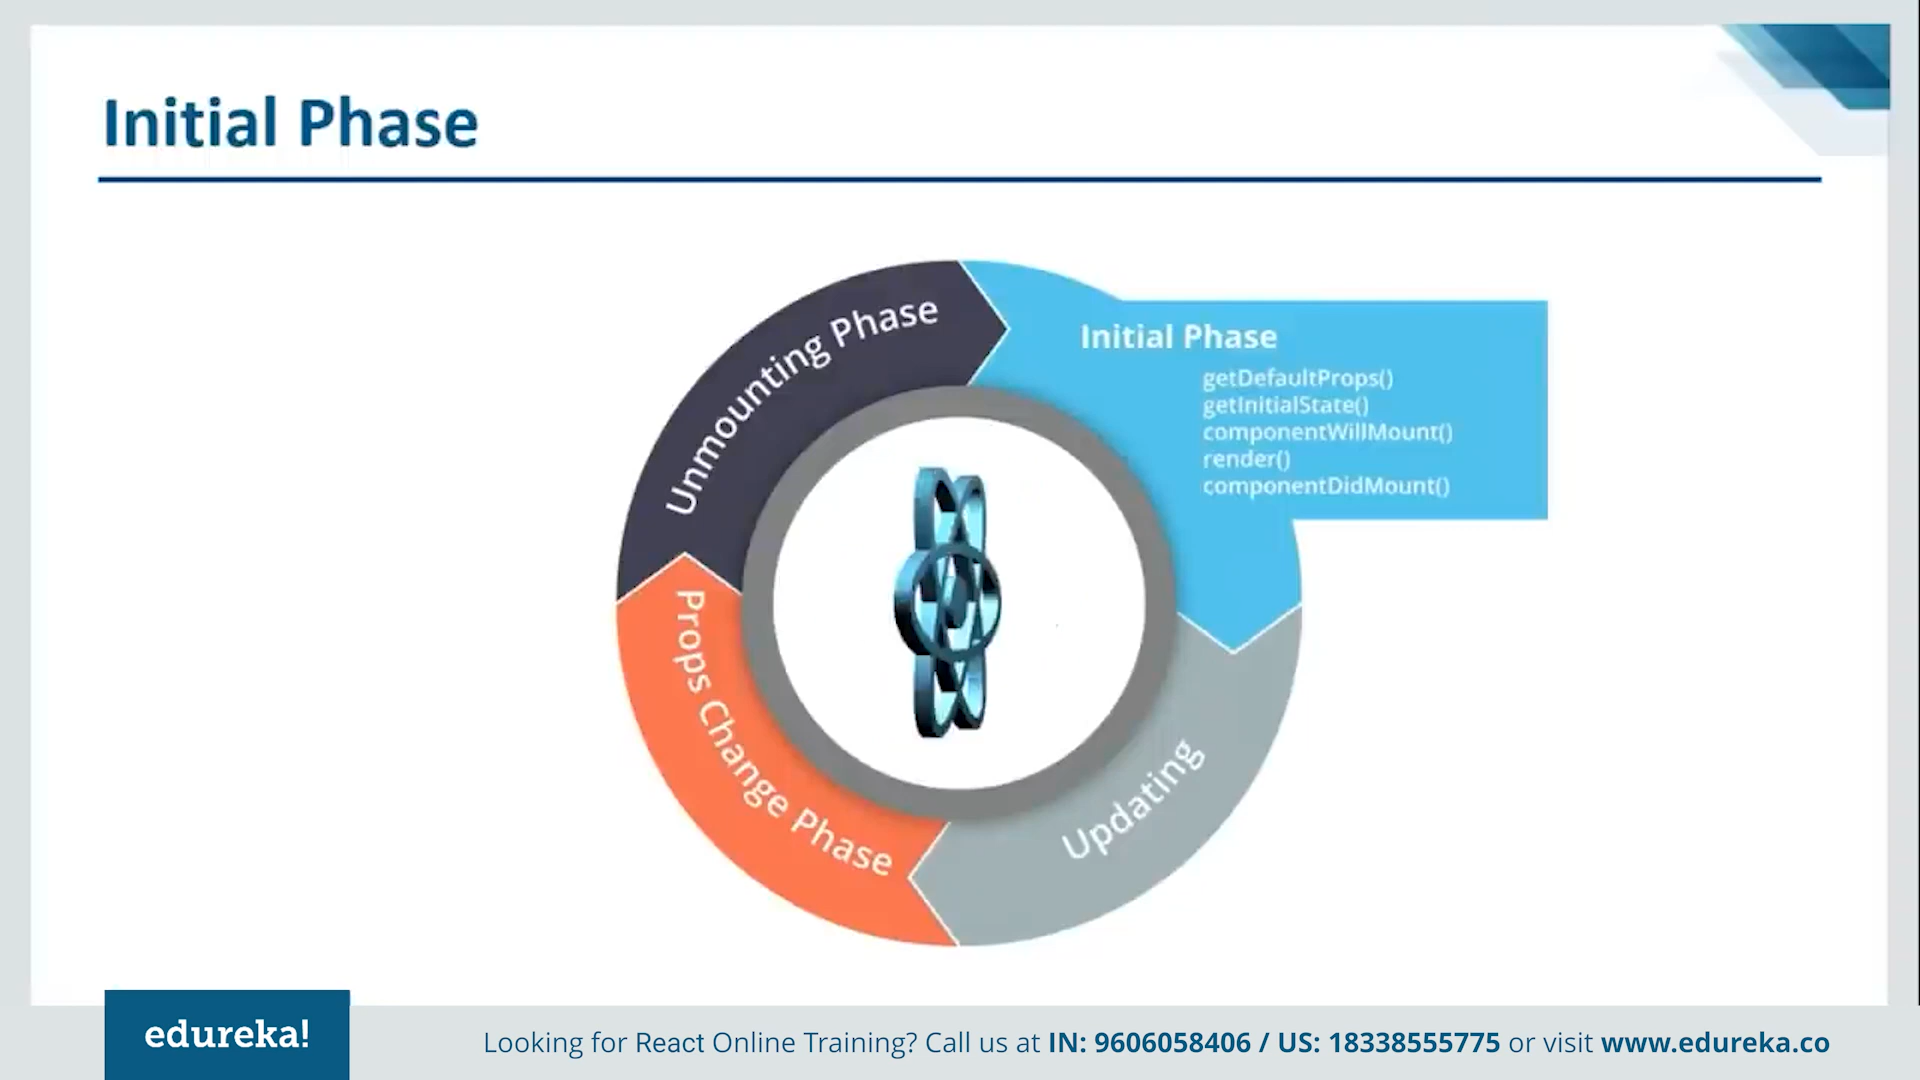 Initial Phase
Unmounting Phase
Initial Phase
getDefaultProps()
getInitialState()
componentWillMount()
render()
componentDidMount()
Props Change Phase
Updating
edureka!
Looking for React Online Training? Call us at IN: 9606058406 / US: 18338555775 or visit www.edureka.co